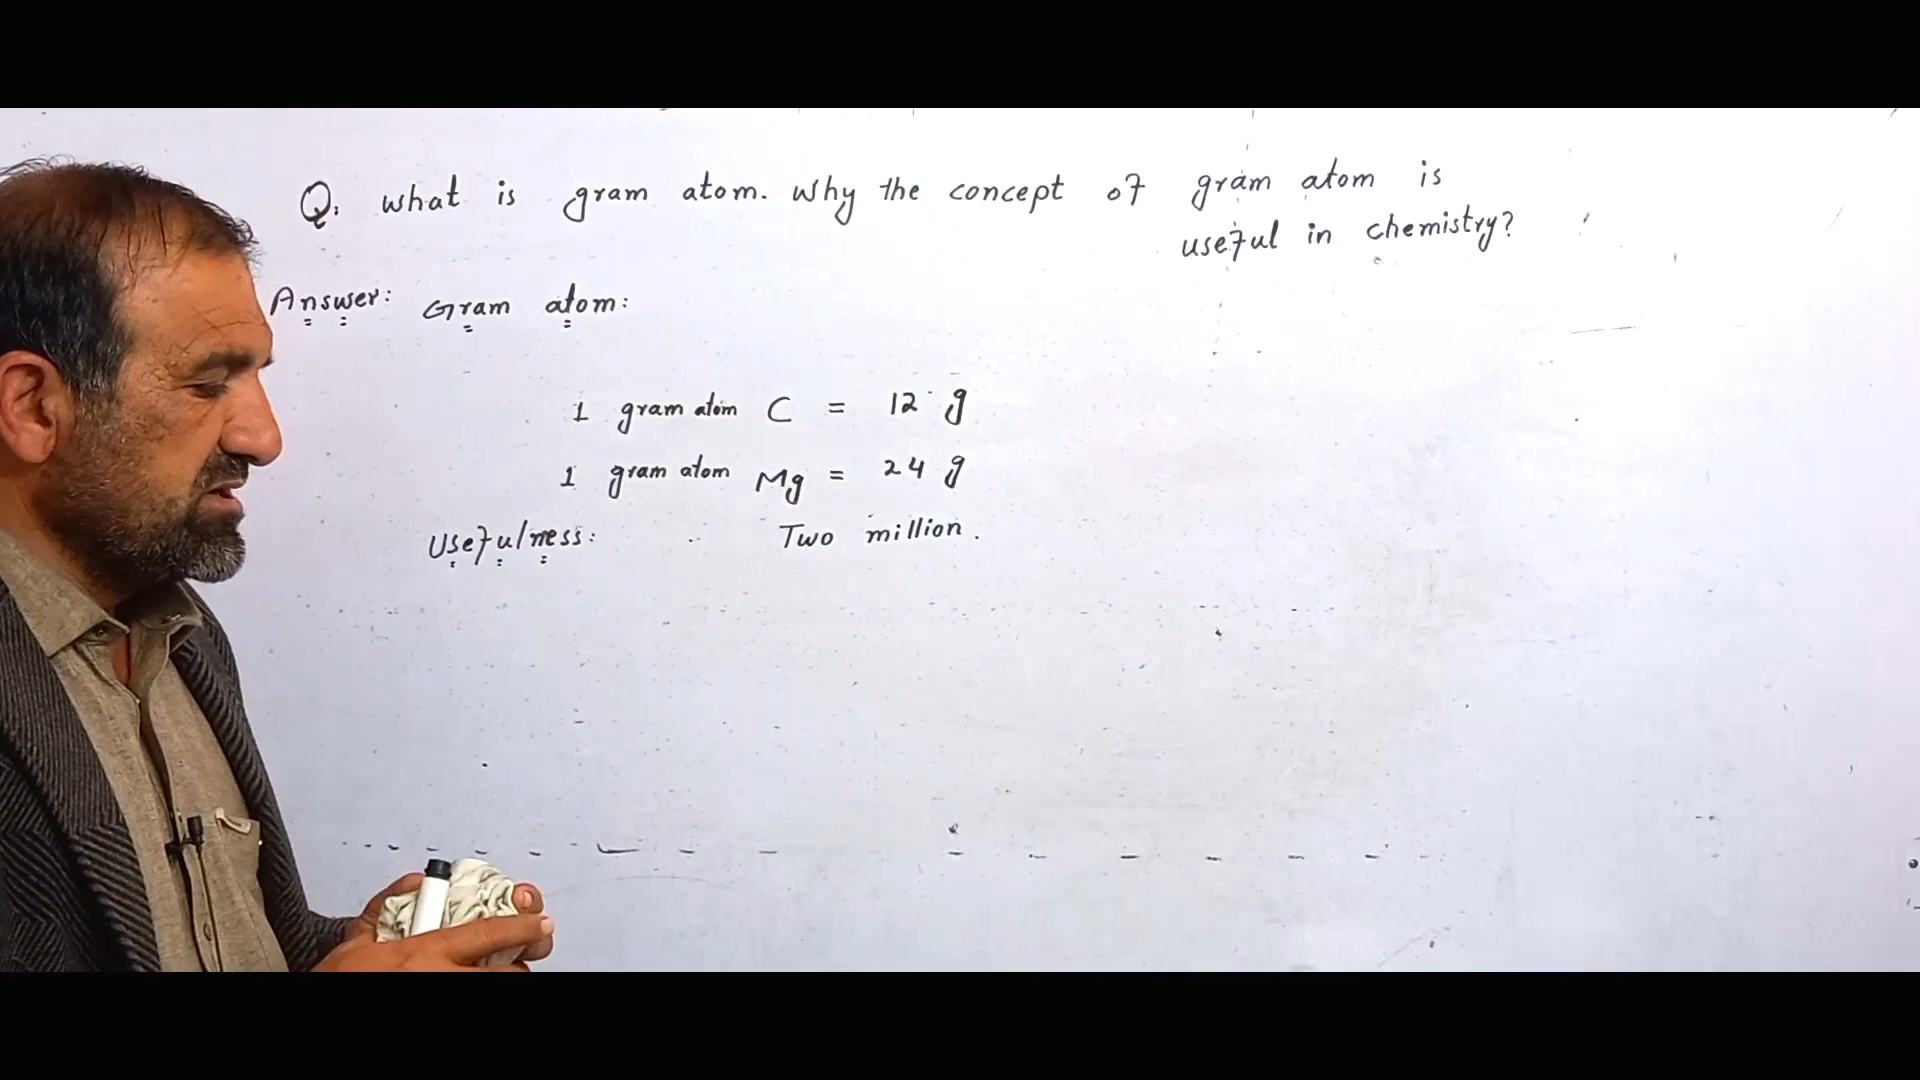 Q: What is gram atom. Why the concept of gram atom is
useful in chemistry?
Answer: Gram atom:
1 gram atom C = 12 g
1 gram atom Mg = 24 g
Usefulness: Two million.